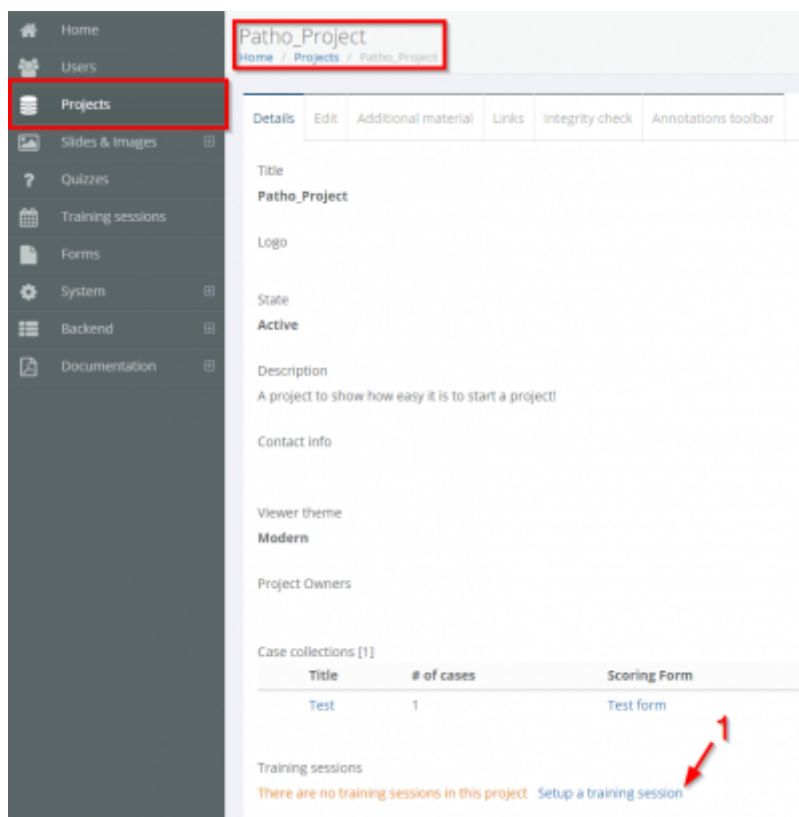 Home
Users
Projects
Slides & Images
Quizzes
Training sessions
Forms
System
Backend
Documentation
Patho_Project
Home / Projects / Patho_Project
Details Edit Additional material Links Integrity check Annotations toolbar
Title
Patho_Project
Logo
State
Active
Description
A project to show how easy it is to start a project!
Contact info
Viewer theme
Modern
Project Owners
Case collections [1]
Title # of cases Scoring Form
Test 1 Test form
1
Training sessions
There are no training sessions in this project Setup a training session